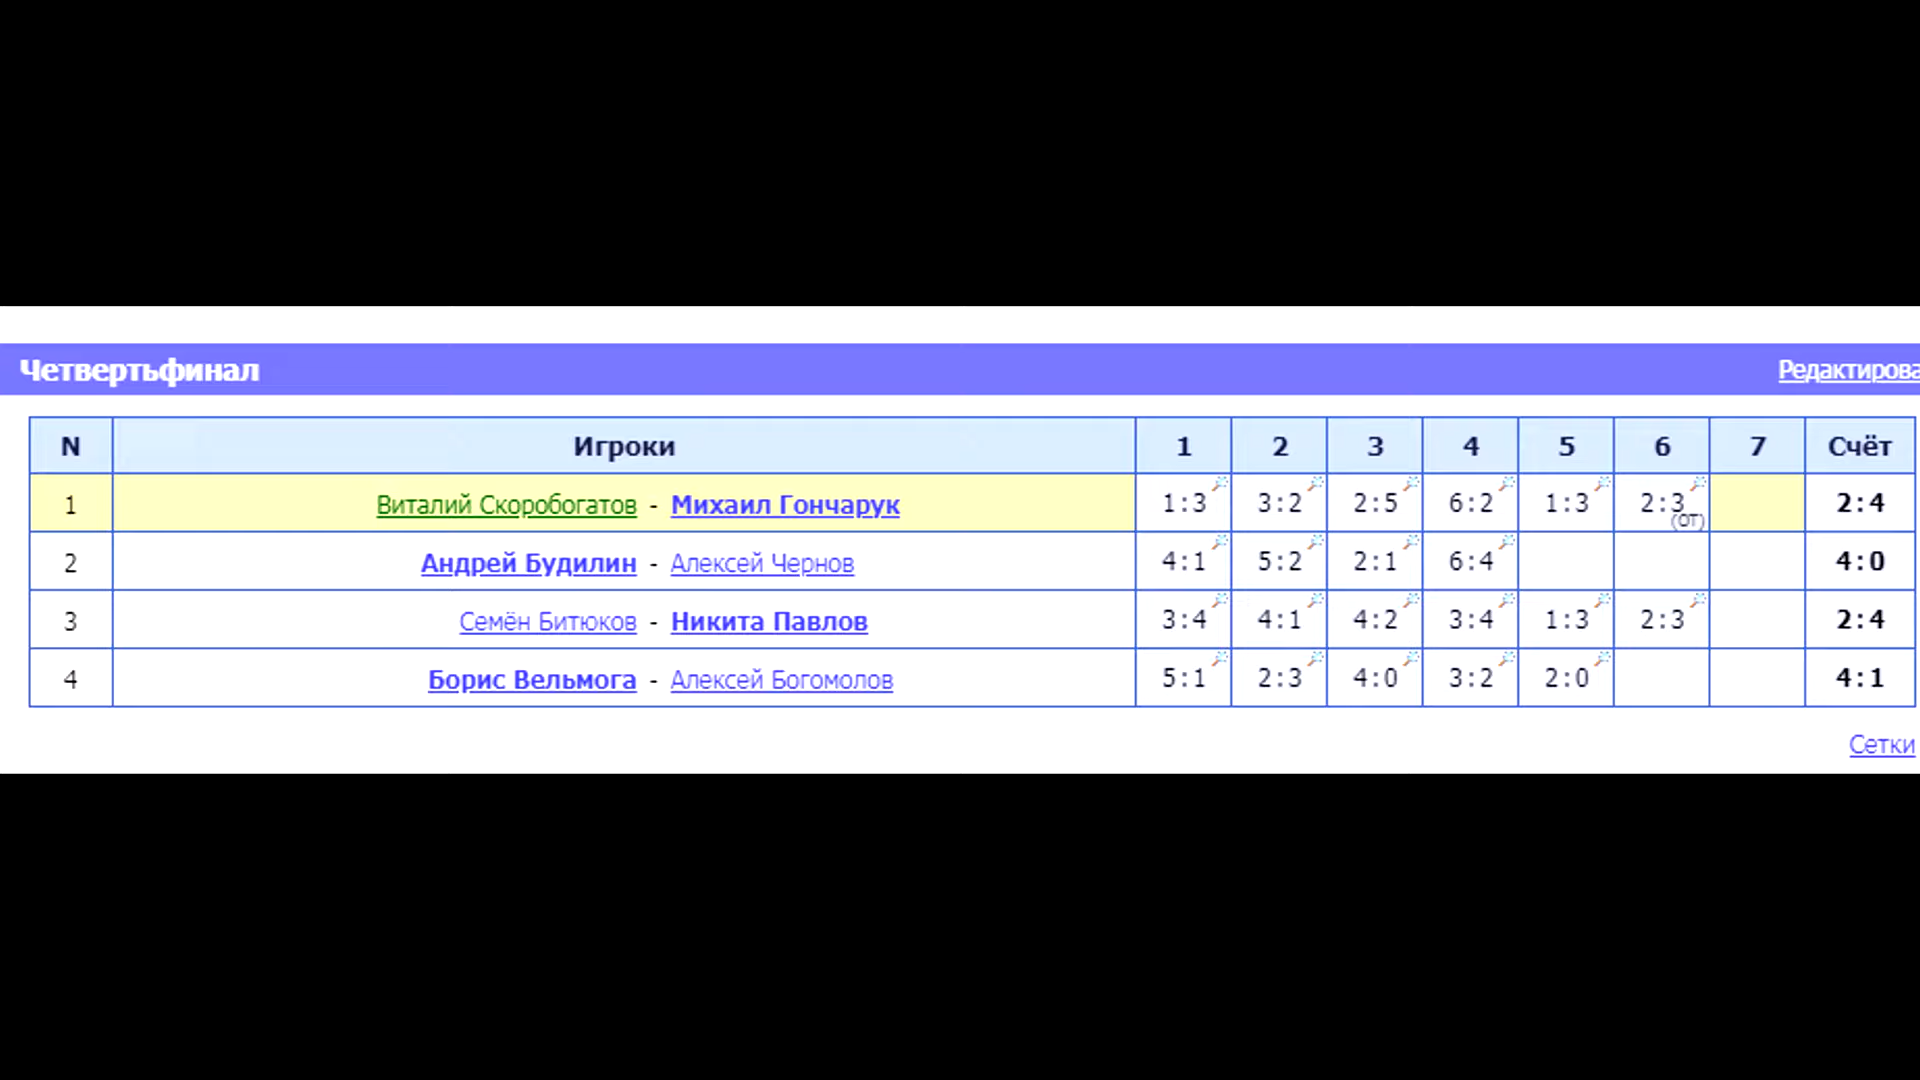 Четвертьфинал Редактирова
N Игроки 1 2 3 4 5 6 7 Счёт
1 Виталий Скоробогатов - Михаил Гончарук 1:3 3:2 2:5 6:2 1:3 2:3 (ОТ) 2:4
2 Андрей Будилин - Алексей Чернов 4:1 5:2 2:1 6:4 4:0
3 Семён Битюков - Никита Павлов 3:4 4:1 4:2 3:4 1:3 2:3 2:4
4 Борис Вельмога - Алексей Богомолов 5:1 2:3 4:0 3:2 2:0 4:1
Сетки